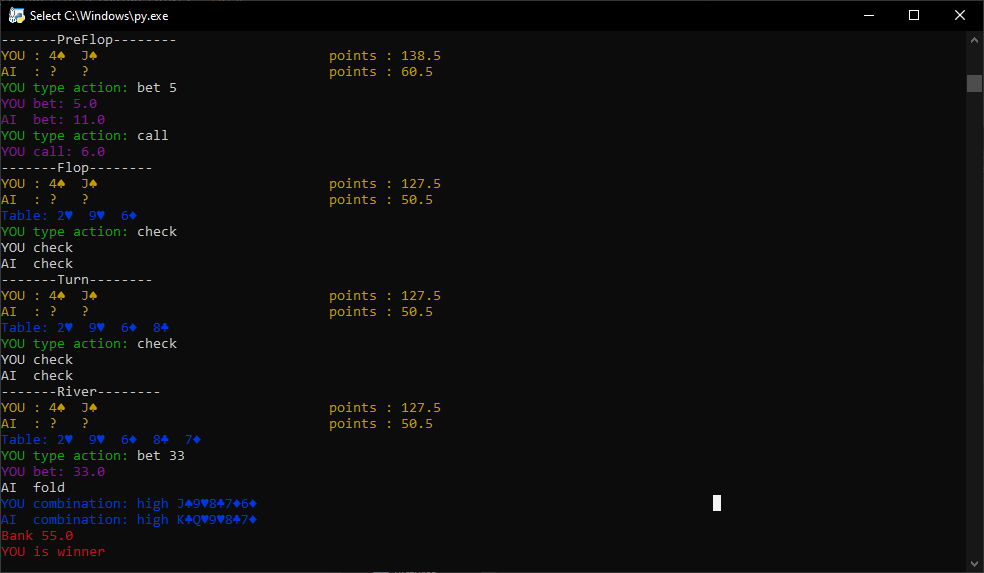 Select C:\Windows\py.exe
-------PreFlop--------
YOU : 4♠  J♠                             points : 138.5
AI  : ?   ?                              points : 60.5
YOU type action: bet 5
YOU bet: 5.0
AI  bet: 11.0
YOU type action: call
YOU call: 6.0
-------Flop--------
YOU : 4♠  J♠                             points : 127.5
AI  : ?   ?                              points : 50.5
Table: 2♥  9♥  6♦
YOU type action: check
YOU check
AI  check
-------Turn--------
YOU : 4♠  J♠                             points : 127.5
AI  : ?   ?                              points : 50.5
Table: 2♥  9♥  6♦  8♣
YOU type action: check
YOU check
AI  check
-------River--------
YOU : 4♠  J♠                             points : 127.5
AI  : ?   ?                              points : 50.5
Table: 2♥  9♥  6♦  8♣  7♦
YOU type action: bet 33
YOU bet: 33.0
AI  fold
YOU combination: high J♠9♥8♣7♦6♦
AI  combination: high K♣Q♥9♥8♣7♦
Bank 55.0
YOU is winner